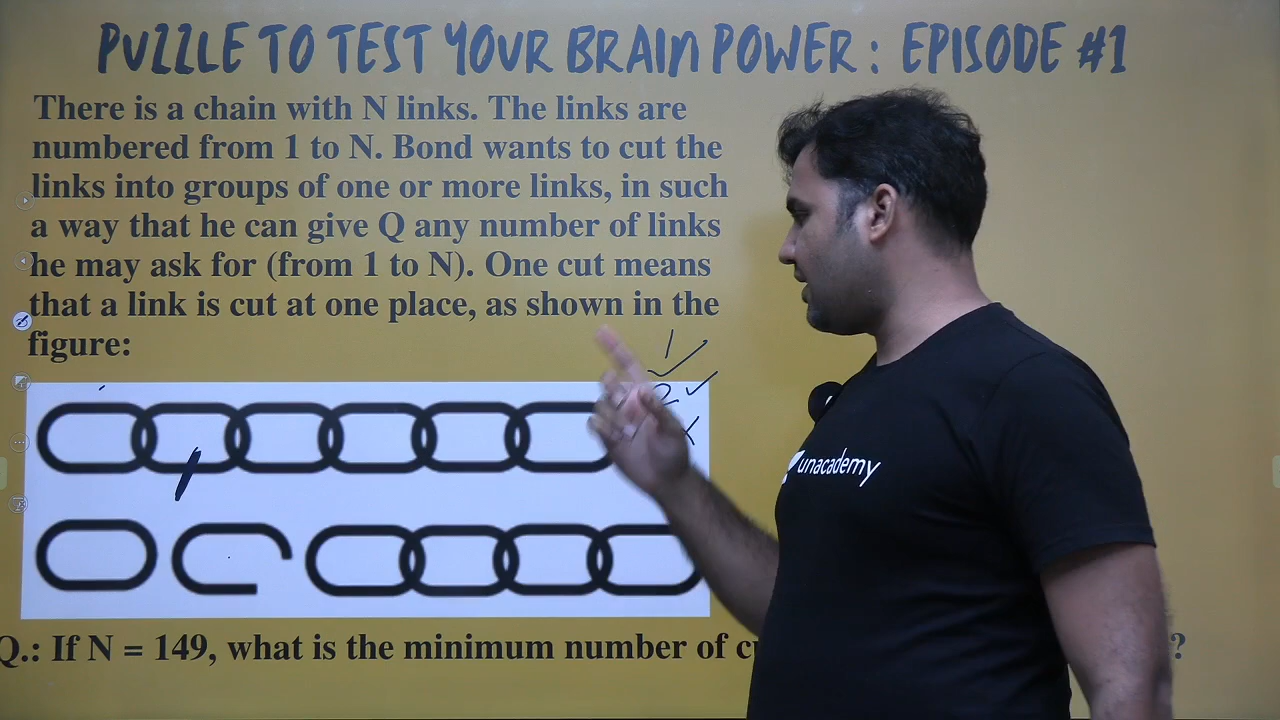 PUZZLE TO TEST YOUR BRAIN POWER : EPISODE #1
There is a chain with N links. The links are
numbered from 1 to N. Bond wants to cut the
links into groups of one or more links, in such
a way that he can give Q any number of links
he may ask for (from 1 to N). One cut means
that a link is cut at one place, as shown in the
figure:
1
2
unacademy
Q.: If N = 149, what is the minimum number of ?